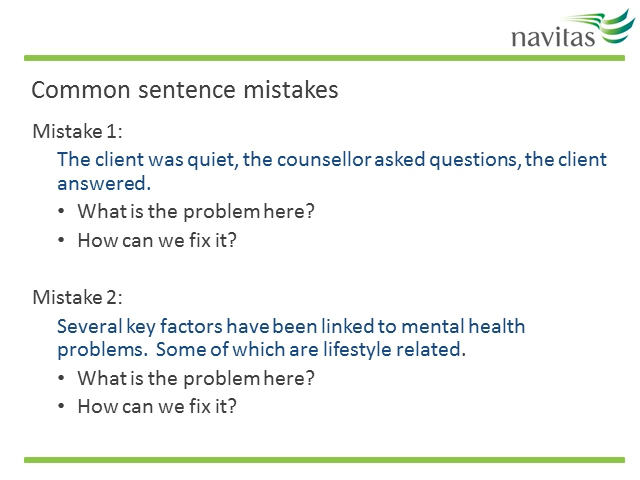 navitas
Common sentence mistakes
Mistake 1:
The client was quiet, the counsellor asked questions, the client
answered.
• What is the problem here?
• How can we fix it?
Mistake 2:
Several key factors have been linked to mental health
problems.  Some of which are lifestyle related.
• What is the problem here?
• How can we fix it?